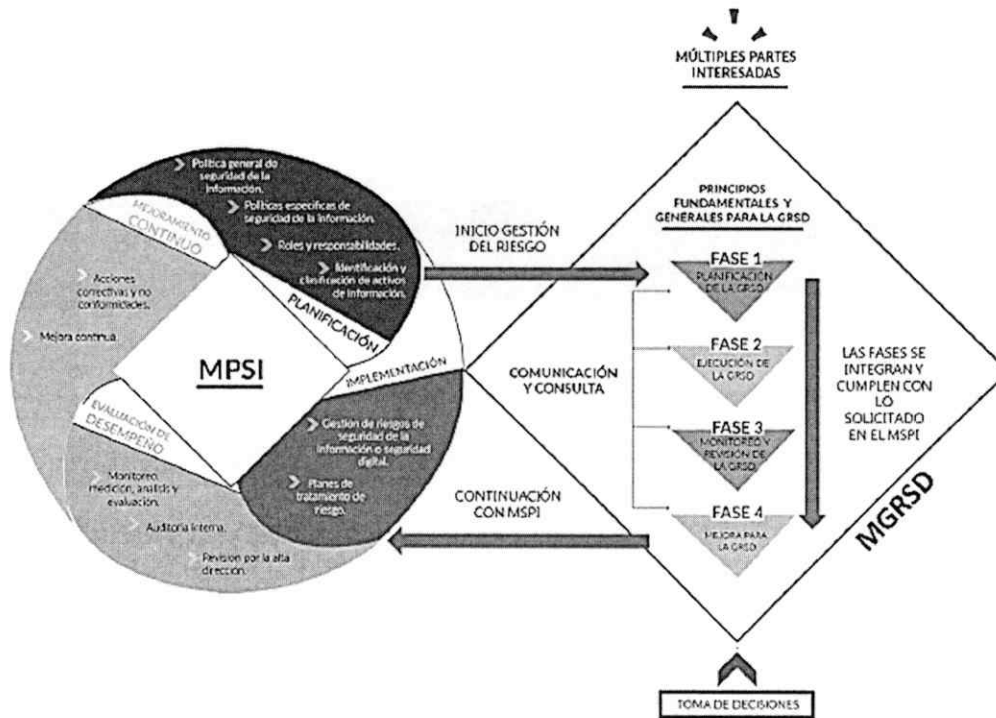 MÚLTIPLES PARTES
INTERESADAS
Política general de
seguridad de la
Información.
Políticas específicas de
seguridad de la información.
Roles y responsabilidades.
Identificación y
clasificación de activos
de Información.
MEJORAMIENTO
CONTINUO
PLANIFICACIÓN
Acciones
correctivas y no
conformidades.
Mejora continua.
MPSI
IMPLEMENTACIÓN
EVALUACIÓN DE
DESEMPEÑO
Gestión de riesgos de
seguridad de la
Información o seguridad
digital.
Planes de
tratamiento de
riesgo.
Monitoreo,
medición, análisis y
evaluación.
Auditoría Interna.
Revisión por la alta
dirección.
INICIO GESTIÓN
DEL RIESGO
CONTINUACIÓN
CON MSPI
PRINCIPIOS
FUNDAMENTALES Y
GENERALES PARA LA GRSD
COMUNICACIÓN
Y CONSULTA
FASE 1
PLANIFICACIÓN
DE LA GRSD
FASE 2
EJECUCIÓN DE
LA GRSD
FASE 3
MONITOREO Y
REVISIÓN DE
LA GRSD
FASE 4
MEJORA PARA
LA GRSD
LAS FASES SE
INTEGRAN Y
CUMPLEN CON
LO
SOLICITADO
EN EL MSPI
MGRSD
TOMA DE DECISIONES